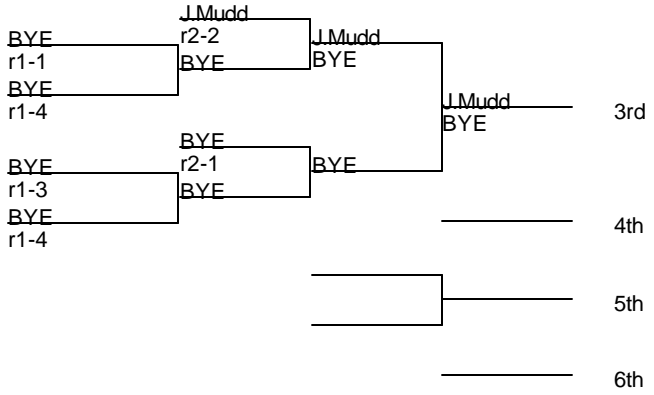 J.Mudd
r2-2
BYE
BYE
r1-1
BYE
r1-4
J.Mudd
BYE
J.Mudd
BYE
3rd
BYE
r2-1
BYE
BYE
r1-3
BYE
r1-4
BYE
4th
5th
6th